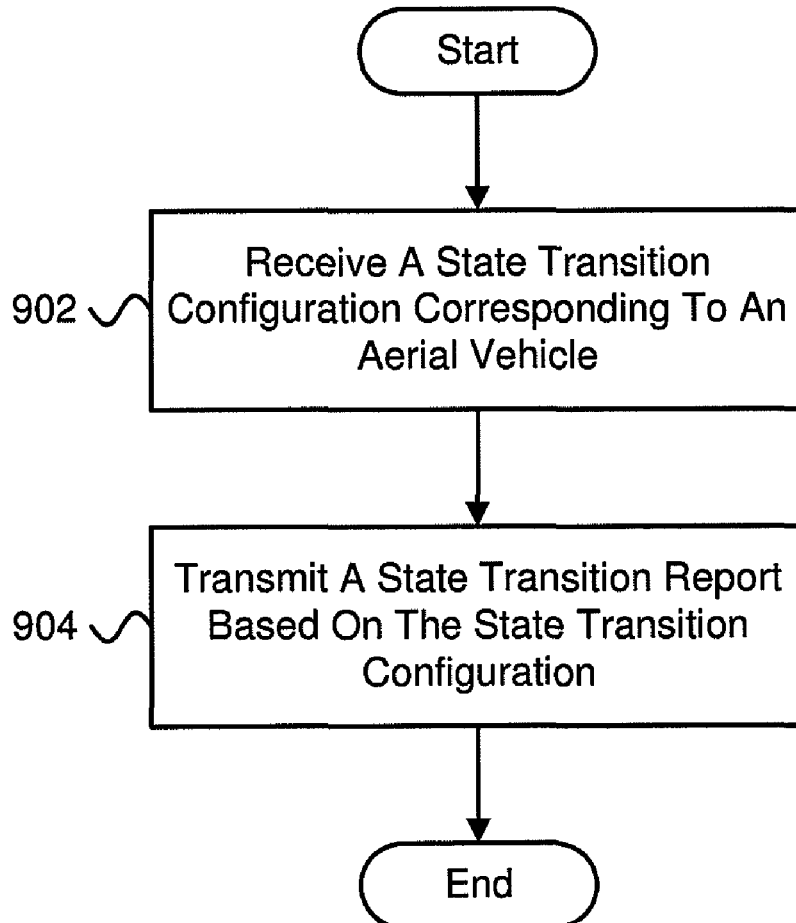 Start
902
Receive A State Transition
Configuration Corresponding To An
Aerial Vehicle
904
Transmit A State Transition Report
Based On The State Transition
Configuration
End